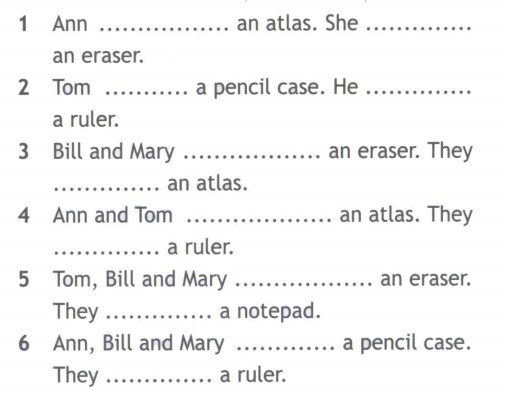 1 Ann ................. an atlas. She ..............
an eraser.
2 Tom ........... a pencil case. He ..............
a ruler.
3 Bill and Mary .................. an eraser. They
.............. an atlas.
4 Ann and Tom ................... an atlas. They
.............. a ruler.
5 Tom, Bill and Mary .................. an eraser.
They .............. a notepad.
6 Ann, Bill and Mary ............. a pencil case.
They .............. a ruler.